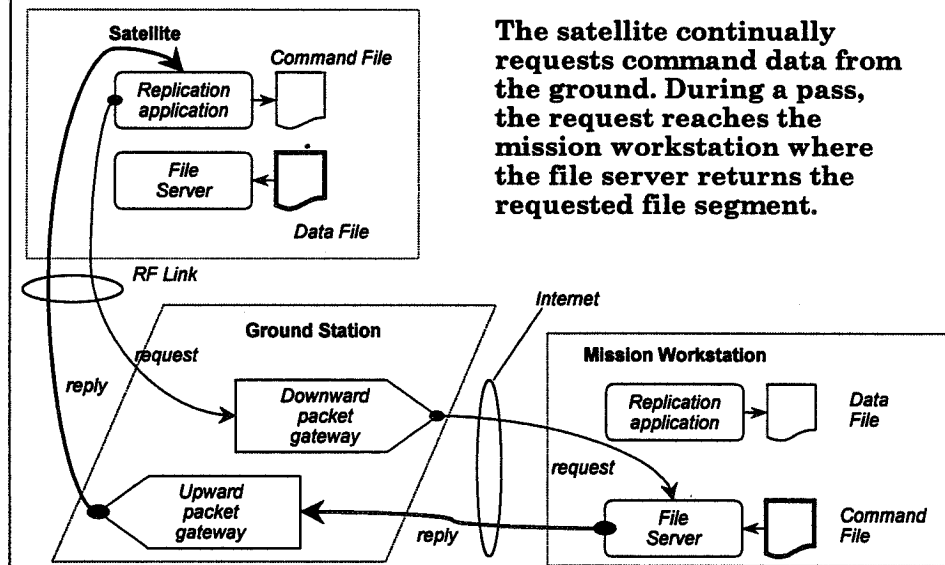 Satellite
Command File
Replication
application
File
Server
Data File
The satellite continually
requests command data from
the ground. During a pass,
the request reaches the
mission workstation where
the file server returns the
requested file segment.
RF Link
Internet
Ground Station
request
reply
Downward
packet
gateway
Upward
packet
gateway
reply
Mission Workstation
Replication
application
Data
File
request
File
Server
Command
File